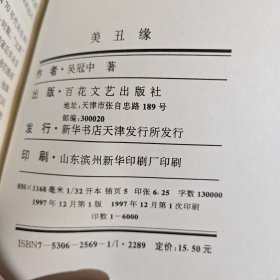 美丑缘
作者·吴冠中 著
出版·百花文艺出版社
地址:天津市张自忠路189号
邮编:300020
发行·新华书店天津发行所发行
印刷·山东滨州新华印刷厂印刷
850×1168毫米 1/32开本 插页5 印张6.25 字数130000
1997年12月第1版 1997年12月第1次印刷
印数1—6000
ISBN7-5306-2569-1/I·2289 定价:15.50元